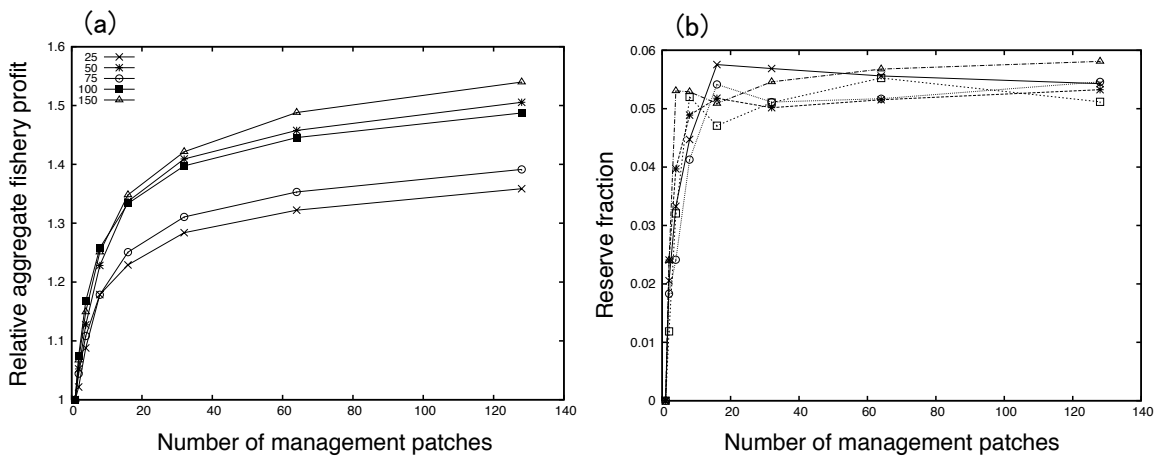 (a)
Relative aggregate fishery profit
1.6
1.5
1.4
1.3
1.2
1.1
1
25
50
75
100
150
0 20 40 60 80 100 120 140
Number of management patches
(b)
Reserve fraction
0.06
0.05
0.04
0.03
0.02
0.01
0
0 20 40 60 80 100 120 140
Number of management patches